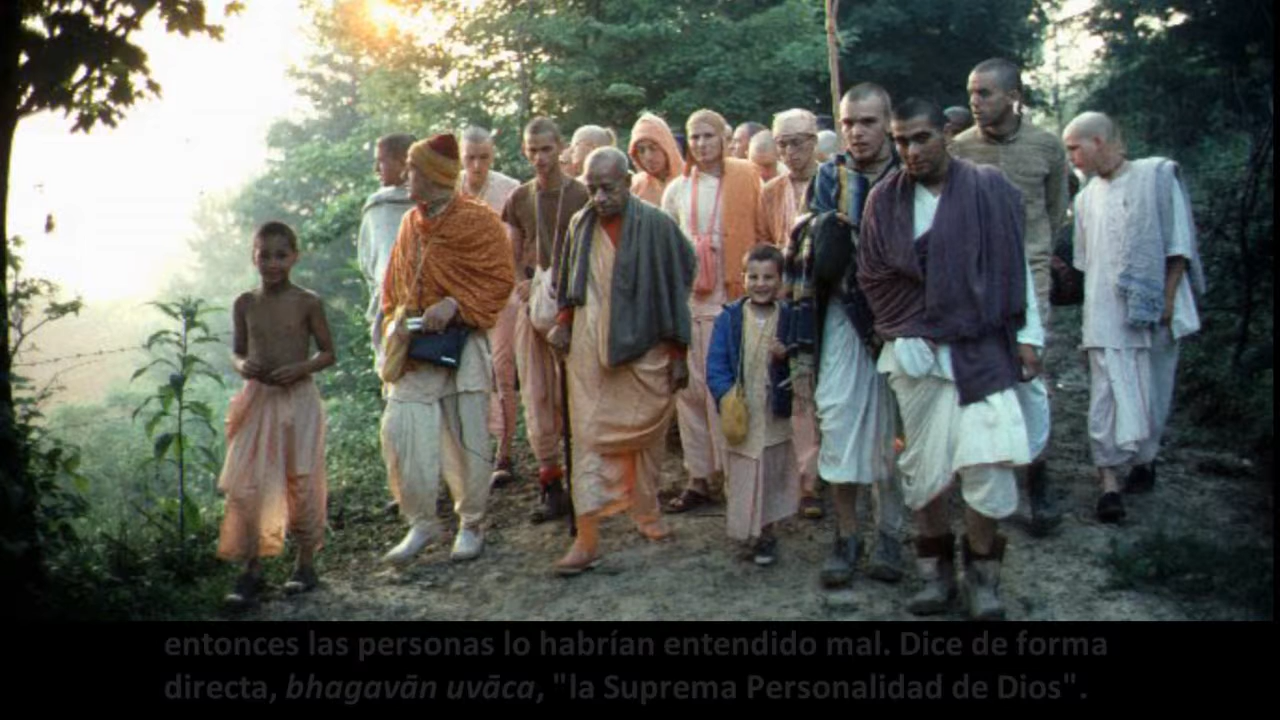 entonces las personas lo habrían entendido mal. Dice de forma
directa, bhagavān uvāca, "la Suprema Personalidad de Dios".